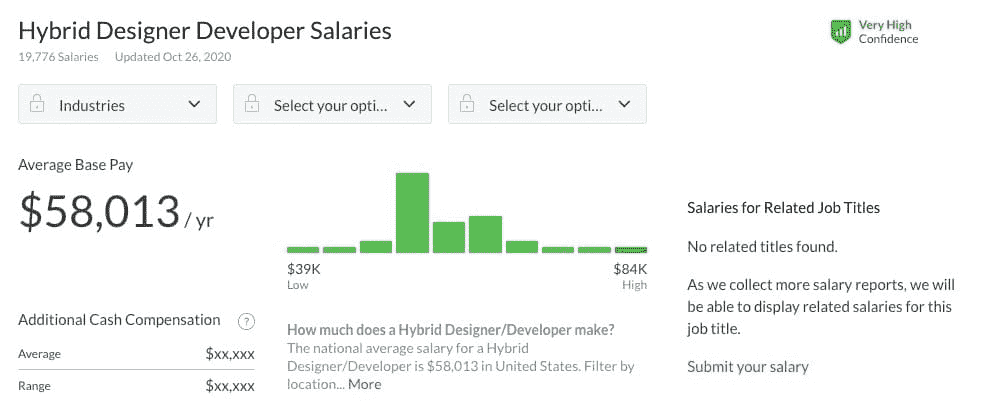 Hybrid Designer Developer Salaries
19,776 Salaries Updated Oct 26, 2020
Very High
Confidence
Industries
Select your opti...
Select your opti...
Average Base Pay
$58,013 / yr
$39K
Low
$84K
High
Additional Cash Compensation ?
Average $xx,xxx
Range $xx,xxx
How much does a Hybrid Designer/Developer make?
The national average salary for a Hybrid
Designer/Developer is $58,013 in United States. Filter by
location... More
Salaries for Related Job Titles
No related titles found.
As we collect more salary reports, we will
be able to display related salaries for this
job title.
Submit your salary